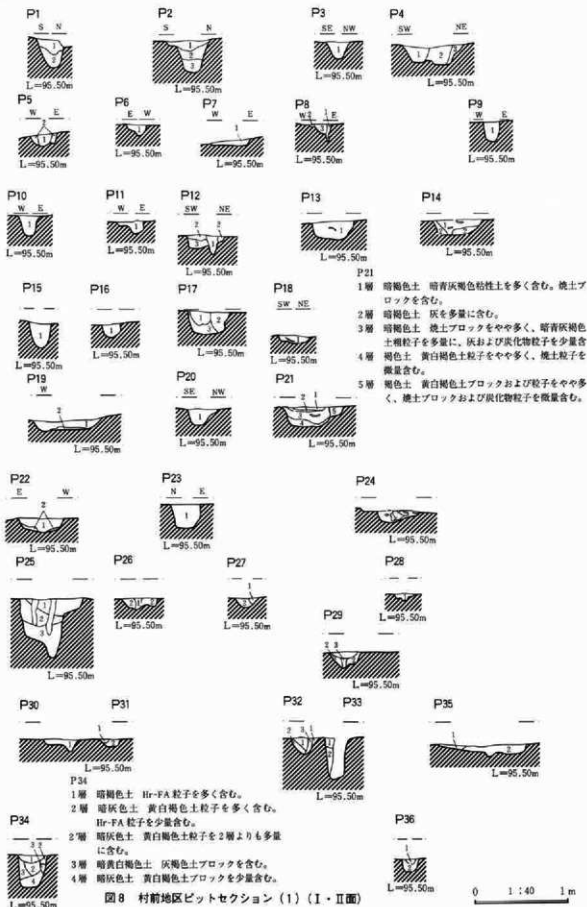 P1
S N
L=95.50m
P2
S N
L=95.50m
P3
SE NW
L=95.50m
P4
SW NE
L=95.50m
P5
W E
L=95.50m
P6
E W
L=95.50m
P7
W E
L=95.50m
P8
W E
L=95.50m
P9
W E
L=95.50m
P10
W E
L=95.50m
P11
W E
L=95.50m
P12
SW NE
L=95.50m
P13
L=95.50m
P14
L=95.50m
P15
L=95.50m
P16
L=95.50m
P17
L=95.50m
P18
SW NE
L=95.50m
P19
W
L=95.50m
P20
SE NW
L=95.50m
P21
L=95.50m
P21
1層 暗褐色土 暗青灰褐色粘性土を多く含む。焼土ブ
ロックを含む。
2層 暗褐色土 灰を多量に含む。
3層 暗褐色土 焼土ブロックをやや多く、暗青灰褐色
土粗粒子を多量に、灰および炭化物粒子を少量含
4層 褐色土 黄白褐色土粒子をやや多く、焼土粒子を
微量含む。
5層 褐色土 黄白褐色土ブロックおよび粒子をやや多
く、焼土ブロックおよび炭化物粒子を微量含む。
P22
E W
L=95.50m
P23
N E
L=95.50m
P24
L=95.50m
P25
L=95.50m
P26
L=95.50m
P27
L=95.50m
P28
L=95.50m
P29
L=95.50m
P30
P31
L=95.50m
P32
P33
L=95.50m
P35
L=95.50m
P34
1層 暗褐色土 Hr-FA 粒子を多く含む。
2層 暗灰色土 黄白褐色土粒子を多く含む。
Hr-FA 粒子を少量含む。
2'層 暗灰色土 黄白褐色土粒子を2層よりも多量
に含む。
3層 暗黄白褐色土 灰褐色土ブロックを含む。
4層 暗灰色土 黄白褐色土ブロックを少量含む。
P34
L=95.50m
P36
L=95.50m
図8 村前地区ピットセクション(1)(I・II面)
0 1:40 1m